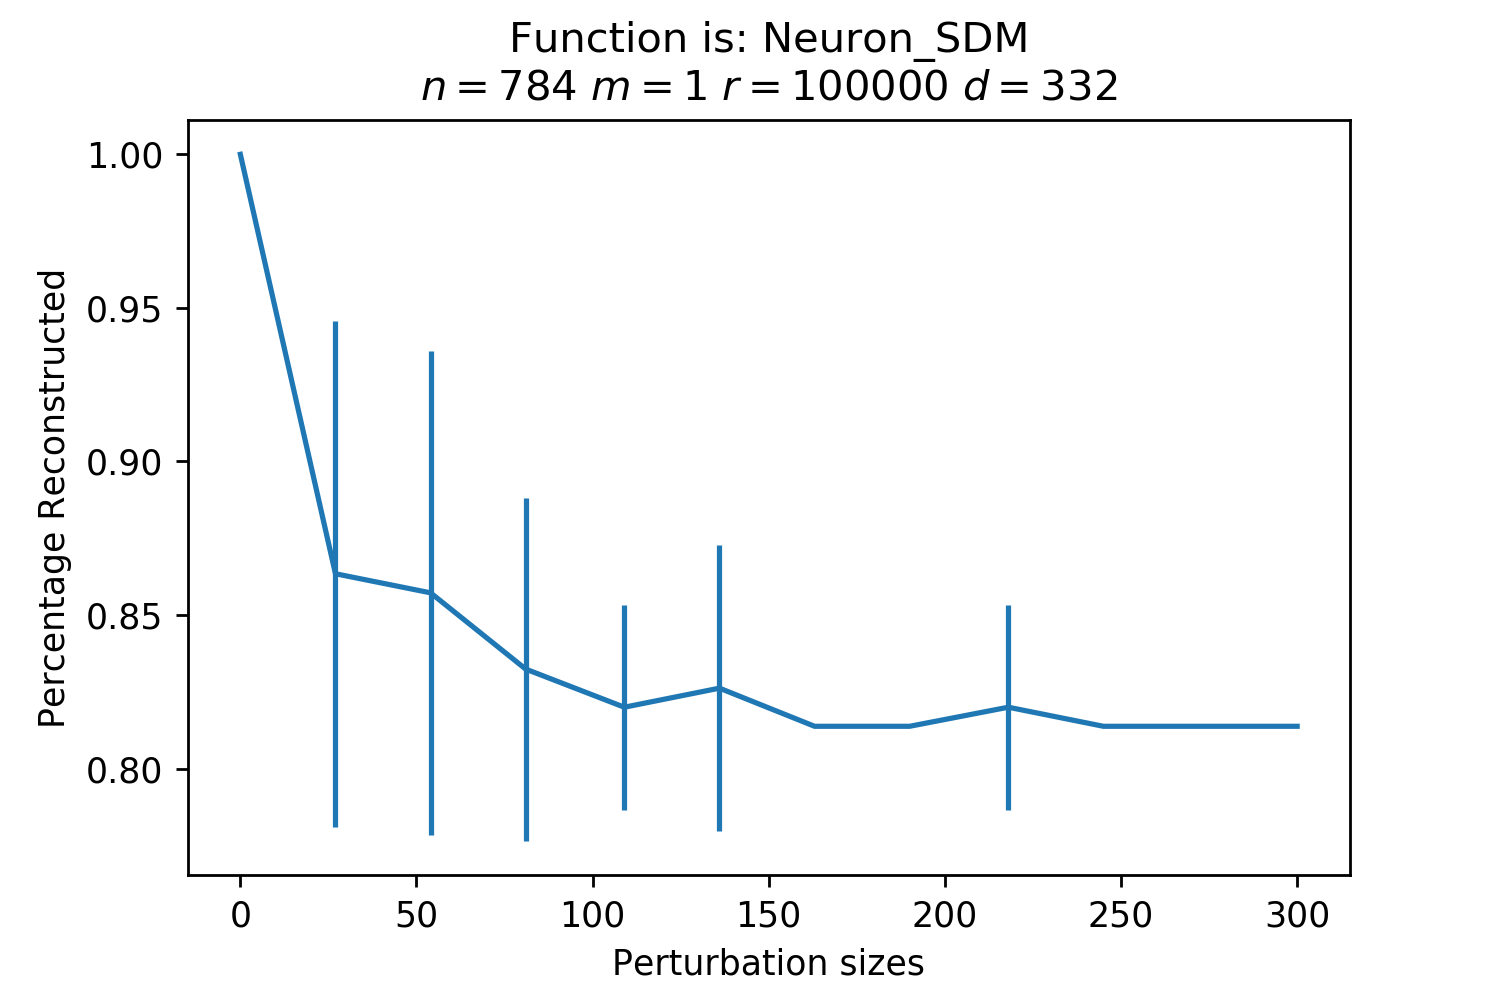 Function is: Neuron_SDM
n = 784 m = 1 r = 100000 d = 332
Percentage Reconstructed
1.00
0.95
0.90
0.85
0.80
0 50 100 150 200 250 300
Perturbation sizes